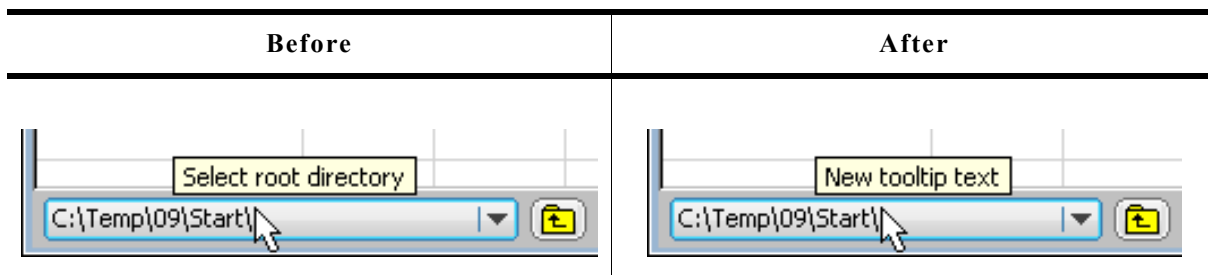 Before
After
Select root directory
C:\Temp\09\Start\
New tooltip text
C:\Temp\09\Start\